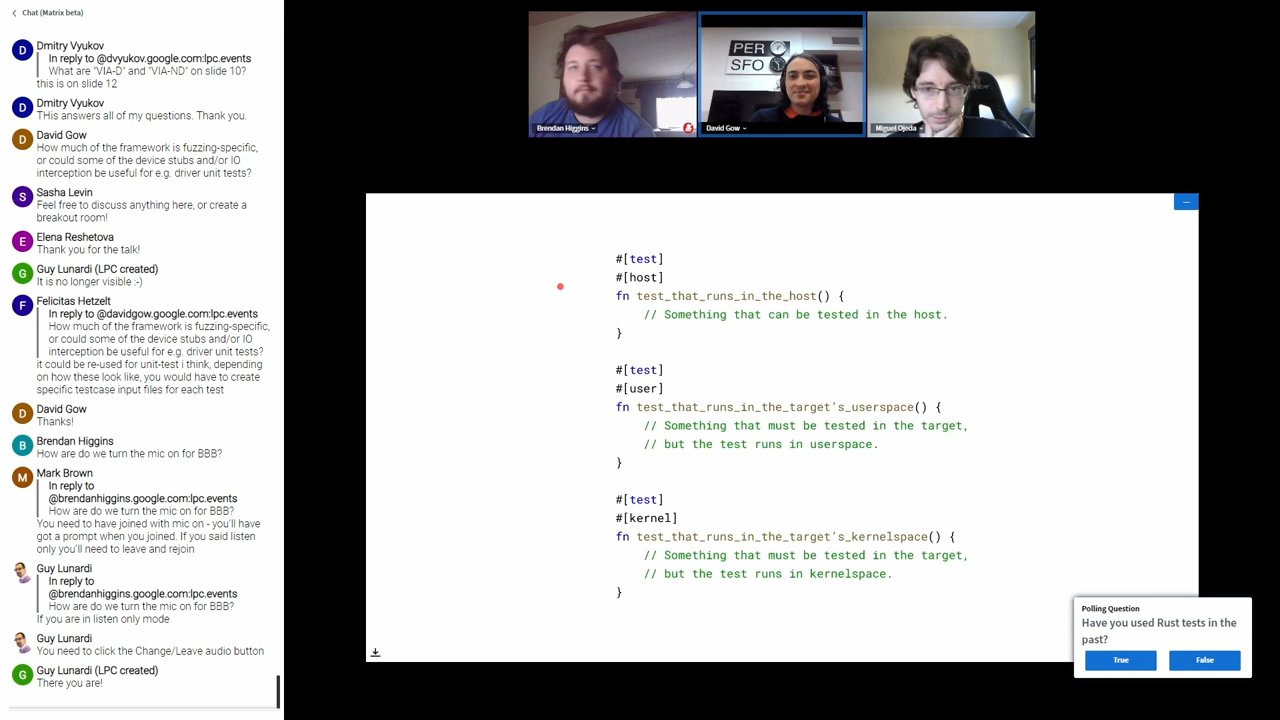 Chat (Matrix beta)
D
Dmitry Vyukov
In reply to @dvyukov.google.com:lpc.events
What are "VIA-D" and "VIA-ND" on slide 10?
this is on slide 12
D
Dmitry Vyukov
THis answers all of my questions. Thank you.
D
David Gow
How much of the framework is fuzzing-specific,
or could some of the device stubs and/or IO
interception be useful for e.g. driver unit tests?
S
Sasha Levin
Feel free to discuss anything here, or create a
breakout room!
E
Elena Reshetova
Thank you for the talk!
G
Guy Lunardi (LPC created)
It is no longer visible :-)
F
Felicitas Hetzelt
In reply to @davidgow.google.com:lpc.events
How much of the framework is fuzzing-specific,
or could some of the device stubs and/or IO
interception be useful for e.g. driver unit tests?
it could be re-used for unit-test i think, depending
on how these look like, you would have to create
specific testcase input files for each test
D
David Gow
Thanks!
B
Brendan Higgins
How are do we turn the mic on for BBB?
M
Mark Brown
In reply to
@brendanhiggins.google.com:lpc.events
How are do we turn the mic on for BBB?
You need to have joined with mic on - you'll have
got a prompt when you joined. If you said listen
only you'll need to leave and rejoin
Guy Lunardi
In reply to
@brendanhiggins.google.com:lpc.events
How are do we turn the mic on for BBB?
If you are in listen only mode
Guy Lunardi
You need to click the Change/Leave audio button
G
Guy Lunardi (LPC created)
There you are!
Brendan Higgins
PER
SFO
David Gow
Miguel Ojeda
#[test]
#[host]
fn test_that_runs_in_the_host() {
// Something that can be tested in the host.
}
#[test]
#[user]
fn test_that_runs_in_the_target's_userspace() {
// Something that must be tested in the target,
// but the test runs in userspace.
}
#[test]
#[kernel]
fn test_that_runs_in_the_target's_kernelspace() {
// Something that must be tested in the target,
// but the test runs in kernelspace.
}
Polling Question
Have you used Rust tests in the
past?
True
False